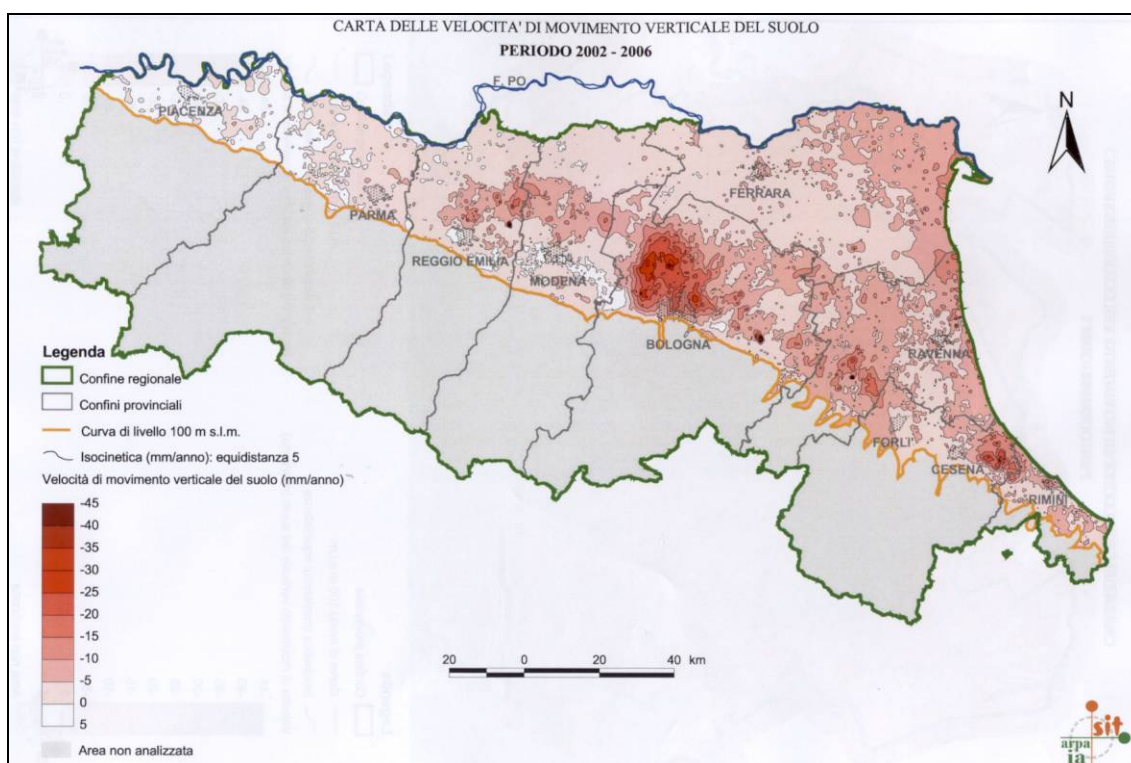 CARTA DELLE VELOCITA' DI MOVIMENTO VERTICALE DEL SUOLO
PERIODO 2002 - 2006
F. PO
N
PIACENZA
PARMA
REGGIO EMILIA
MODENA
FERRARA
BOLOGNA
RAVENNA
FORLI'
CESENA
RIMINI
Legenda
Confine regionale
Confini provinciali
Curva di livello 100 m s.l.m.
Isocinetica (mm/anno): equidistanza 5
Velocità di movimento verticale del suolo (mm/anno)
-45
-40
-35
-30
-25
-20
-15
-10
-5
0
5
Area non analizzata
20 0 20 40 km
sit
arpa
ia